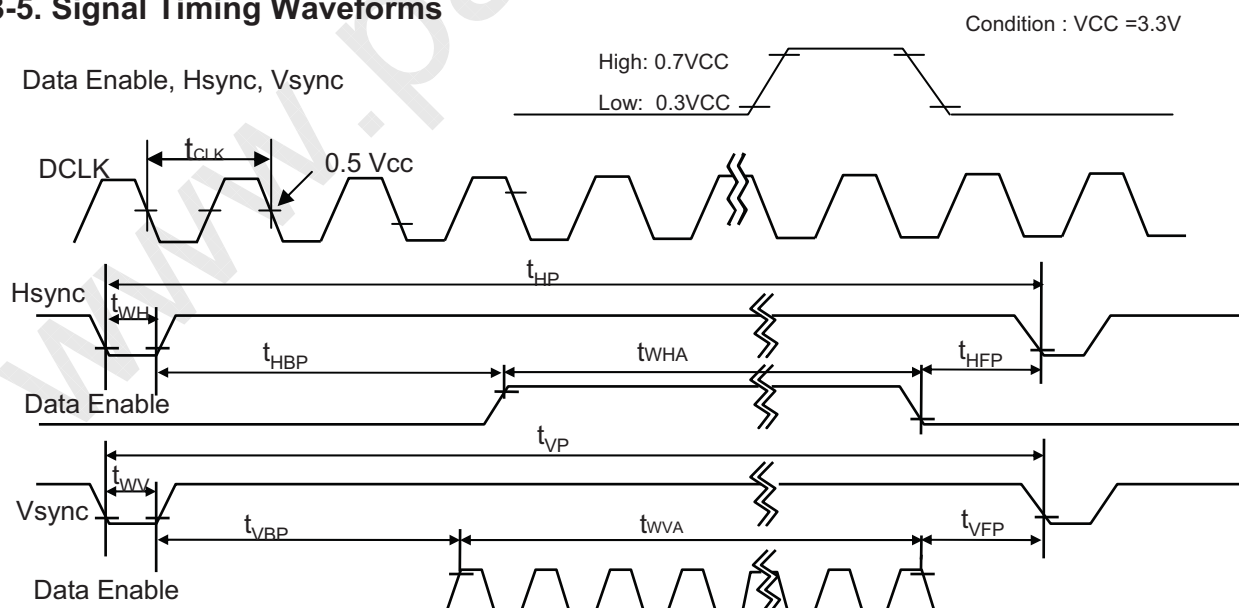 3-5. Signal Timing Waveforms
Condition : VCC =3.3V
Data Enable, Hsync, Vsync
High: 0.7VCC
Low: 0.3VCC
DCLK
tCLK
0.5 Vcc
tHP
Hsync
tWH
tHBP
tWHA
tHFP
Data Enable
tVP
tWV
Vsync
tVBP
tWVA
tVFP
Data Enable